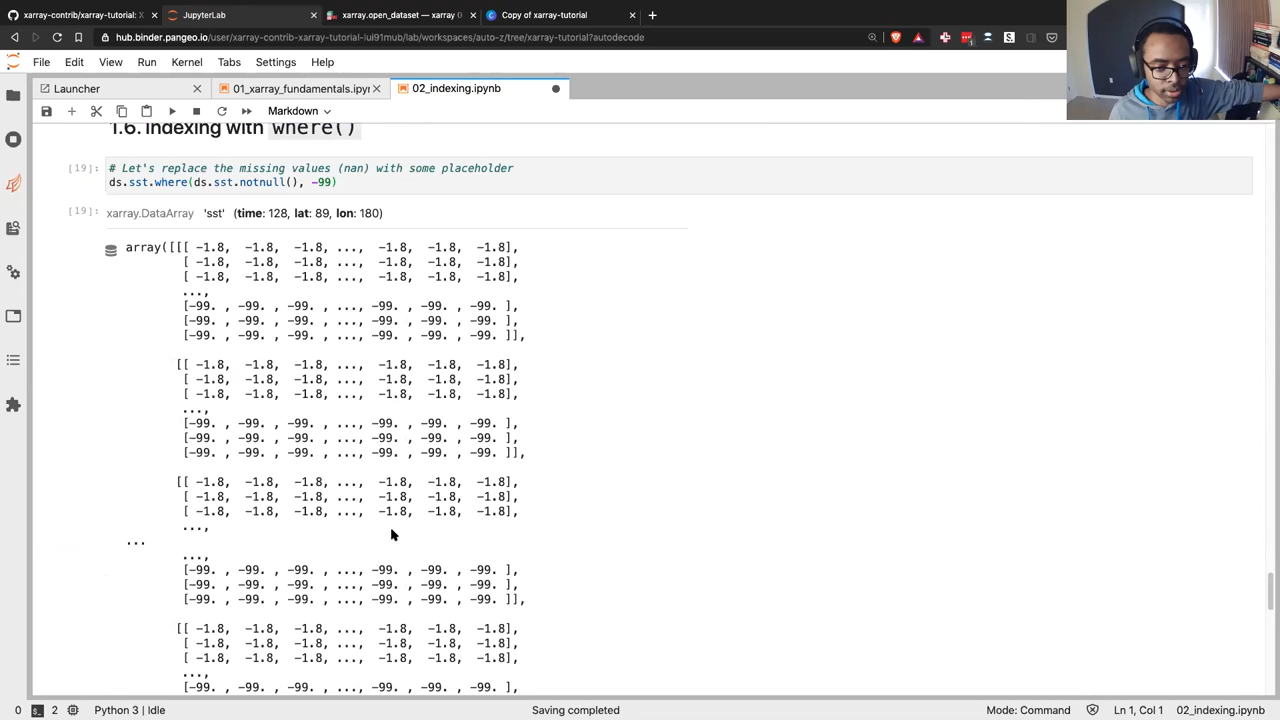 xarray-contrib/xarray-tutorial: X
JupyterLab
xarray.open_dataset — xarray 0
Copy of xarray-tutorial
hub.binder.pangeo.io/user/xarray-contrib-xarray-tutorial-lui91mub/lab/workspaces/auto-z/tree/xarray-tutorial?autodecode
File Edit View Run Kernel Tabs Settings Help
Launcher
01_xarray_fundamentals.ipyr
02_indexing.ipynb
Markdown
1.6. Indexing with where()
[19]: # Let's replace the missing values (nan) with some placeholder
ds.sst.where(ds.sst.notnull(), -99)
[19]: xarray.DataArray 'sst' (time: 128, lat: 89, lon: 180)
array([[[ -1.8, -1.8, -1.8, ..., -1.8, -1.8, -1.8],
[ -1.8, -1.8, -1.8, ..., -1.8, -1.8, -1.8],
[ -1.8, -1.8, -1.8, ..., -1.8, -1.8, -1.8],
...,
[-99. , -99. , -99. , ..., -99. , -99. , -99. ],
[-99. , -99. , -99. , ..., -99. , -99. , -99. ],
[-99. , -99. , -99. , ..., -99. , -99. , -99. ]],
[[ -1.8, -1.8, -1.8, ..., -1.8, -1.8, -1.8],
[ -1.8, -1.8, -1.8, ..., -1.8, -1.8, -1.8],
[ -1.8, -1.8, -1.8, ..., -1.8, -1.8, -1.8],
...,
[-99. , -99. , -99. , ..., -99. , -99. , -99. ],
[-99. , -99. , -99. , ..., -99. , -99. , -99. ],
[-99. , -99. , -99. , ..., -99. , -99. , -99. ]],
[[ -1.8, -1.8, -1.8, ..., -1.8, -1.8, -1.8],
[ -1.8, -1.8, -1.8, ..., -1.8, -1.8, -1.8],
[ -1.8, -1.8, -1.8, ..., -1.8, -1.8, -1.8],
...,
...
...,
[-99. , -99. , -99. , ..., -99. , -99. , -99. ],
[-99. , -99. , -99. , ..., -99. , -99. , -99. ],
[-99. , -99. , -99. , ..., -99. , -99. , -99. ]],
[[ -1.8, -1.8, -1.8, ..., -1.8, -1.8, -1.8],
[ -1.8, -1.8, -1.8, ..., -1.8, -1.8, -1.8],
[ -1.8, -1.8, -1.8, ..., -1.8, -1.8, -1.8],
...,
[-99. , -99. , -99. , ..., -99. , -99. , -99. ],
0 2 Python 3 | Idle Saving completed Mode: Command Ln 1, Col 1 02_indexing.ipynb